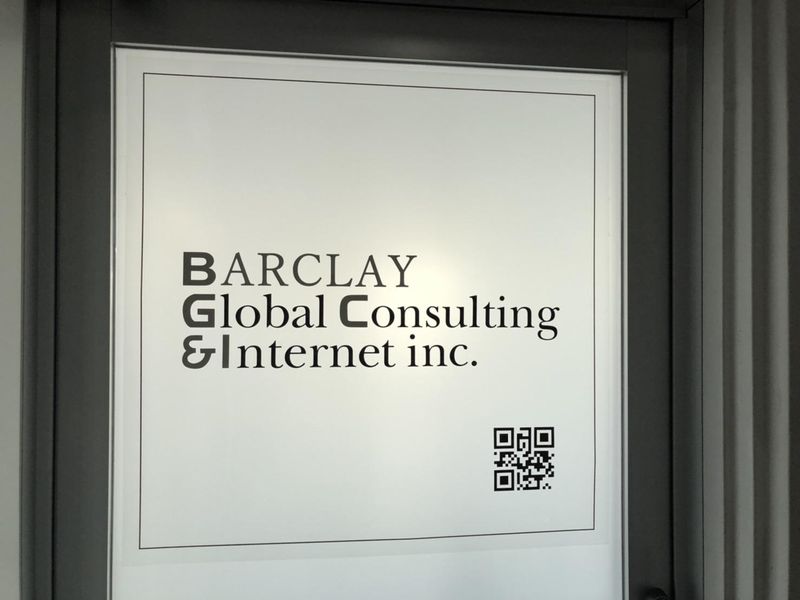 BARCLAY
Global Consulting
&Internet inc.